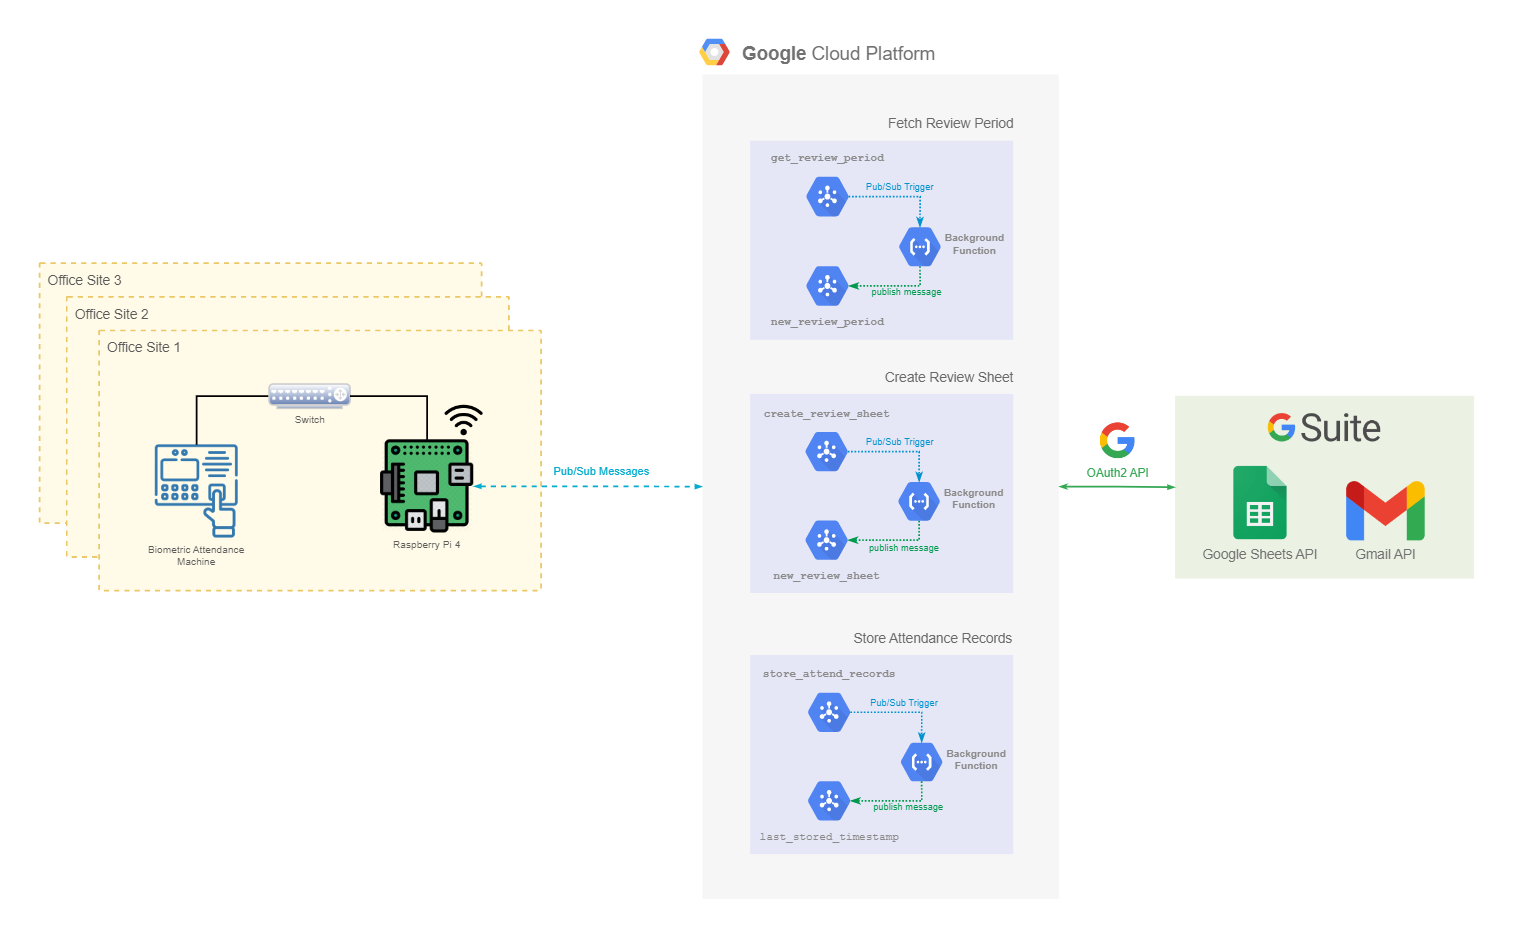 Google Cloud Platform
Fetch Review Period
get_review_period
Pub/Sub Trigger
Background
Function
publish message
new_review_period
Office Site 3
Office Site 2
Office Site 1
Switch
Biometric Attendance
Machine
Raspberry Pi 4
Pub/Sub Messages
Create Review Sheet
create_review_sheet
Pub/Sub Trigger
Background
Function
publish message
new_review_sheet
OAuth2 API
G Suite
Google Sheets API
Gmail API
Store Attendance Records
store_attend_records
Pub/Sub Trigger
Background
Function
publish message
last_stored_timestamp